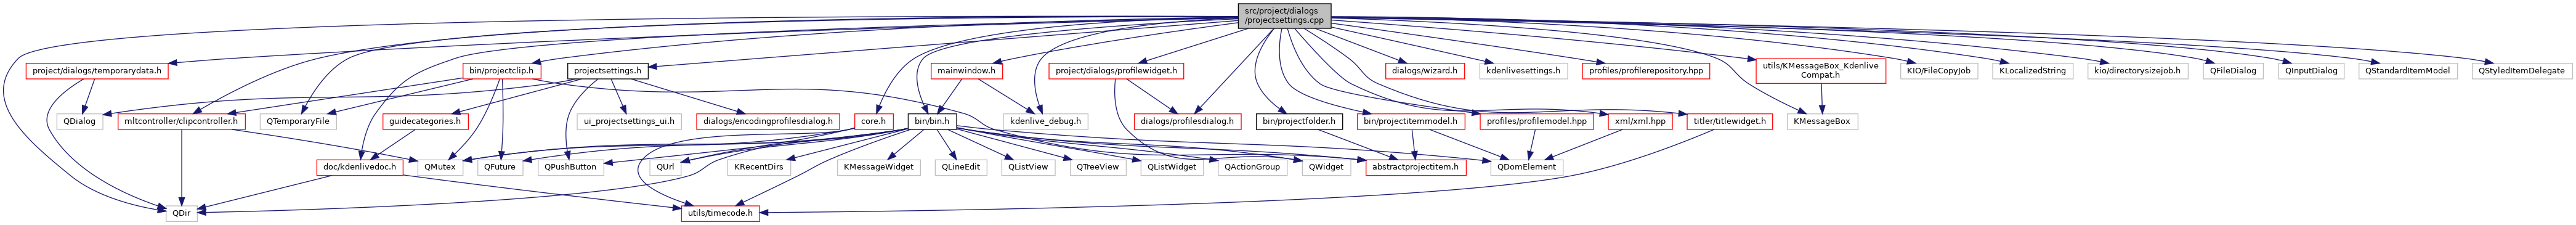 src/project/dialogs
/projectsettings.cpp
project/dialogs/temporarydata.h
bin/projectclip.h
projectsettings.h
mainwindow.h
project/dialogs/profilewidget.h
dialogs/wizard.h
kdenlivesettings.h
profiles/profilerepository.hpp
utils/KMessageBox_Kdenlive
Compat.h
KIO/FileCopyJob
KLocalizedString
kio/directorysizejob.h
QFileDialog
QInputDialog
QStandardItemModel
QStyledItemDelegate
QDialog
mltcontroller/clipcontroller.h
QTemporaryFile
guidecategories.h
ui_projectsettings_ui.h
dialogs/encodingprofilesdialog.h
core.h
bin/bin.h
kdenlive_debug.h
dialogs/profilesdialog.h
bin/projectfolder.h
bin/projectitemmodel.h
profiles/profilemodel.hpp
xml/xml.hpp
titler/titlewidget.h
KMessageBox
doc/kdenlivedoc.h
QMutex
QFuture
QPushButton
QUrl
KRecentDirs
KMessageWidget
QLineEdit
QListView
QTreeView
QListWidget
QActionGroup
QWidget
abstractprojectitem.h
QDomElement
QDir
utils/timecode.h